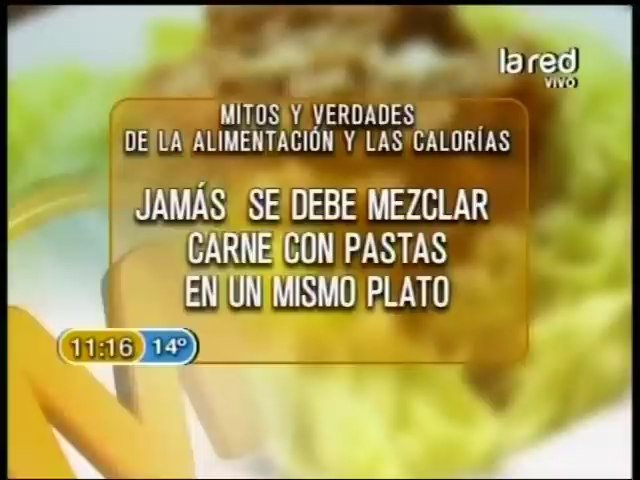 la red
VIVO
MITOS Y VERDADES
DE LA ALIMENTACIÓN Y LAS CALORÍAS
JAMÁS SE DEBE MEZCLAR
CARNE CON PASTAS
EN UN MISMO PLATO
11:16 14º